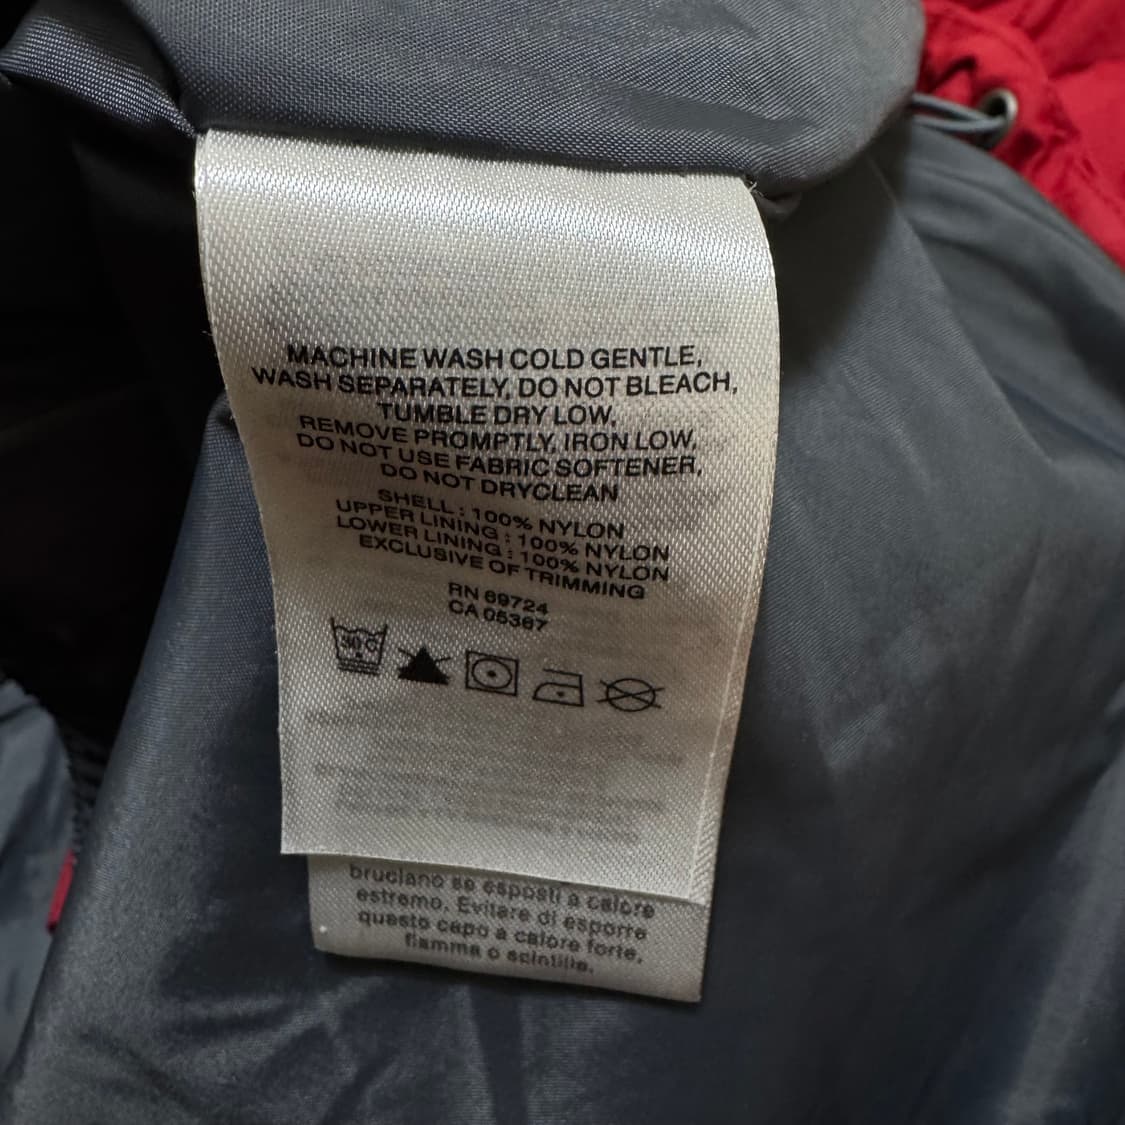 MACHINE WASH COLD GENTLE,
WASH SEPARATELY, DO NOT BLEACH,
TUMBLE DRY LOW,
REMOVE PROMPTLY, IRON LOW,
DO NOT USE FABRIC SOFTENER,
DO NOT DRYCLEAN
SHELL : 100% NYLON
UPPER LINING : 100% NYLON
LOWER LINING : 100% NYLON
EXCLUSIVE OF TRIMMING
RN 69724
CA 05367
30°C
bruciano se esposti a calore
estremo. Evitare di esporre
questo capo a calore forte,
fiamma o scintille.